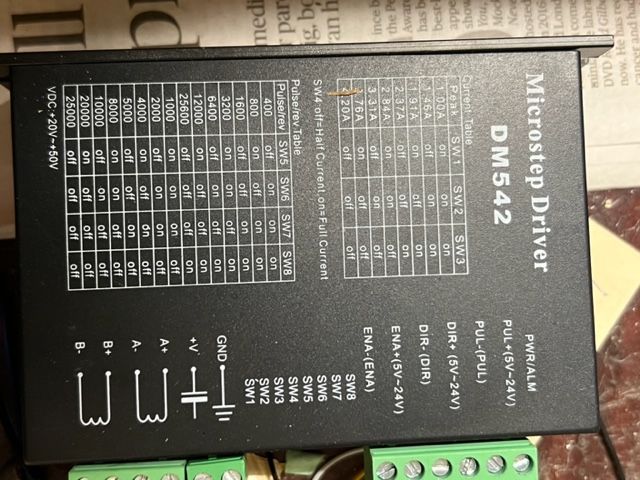 Microstep Driver
DM542
Current Table
Peak SW1 SW2 SW3
1.00A on on on
1.46A off on on
1.91A on off on
2.37A off off on
2.84A on on off
3.31A off on off
.76A on off off
.20A off off off
SW4:off=Half Current,on=Full Current
Pulse/rev Table
Pulse/rev SW5 SW6 SW7 SW8
400 off on on on
800 on off on on
1600 off off on on
3200 on on off on
6400 off on off on
12800 on off off on
25600 off off off on
1000 on on on off
2000 off on on off
4000 on off on off
5000 off off on off
8000 on on off off
10000 off on off off
20000 on off off off
25000 off off off off
VDC:+20V~+50V
PWR/ALM
PUL+(5V~24V)
PUL-(PUL)
DIR+ (5V~24V)
DIR- (DIR)
ENA+(5V~24V)
ENA-(ENA)
SW8
SW7
SW6
SW5
SW4
SW3
SW2
SW1
GND
+V
A+
A-
B+
B-